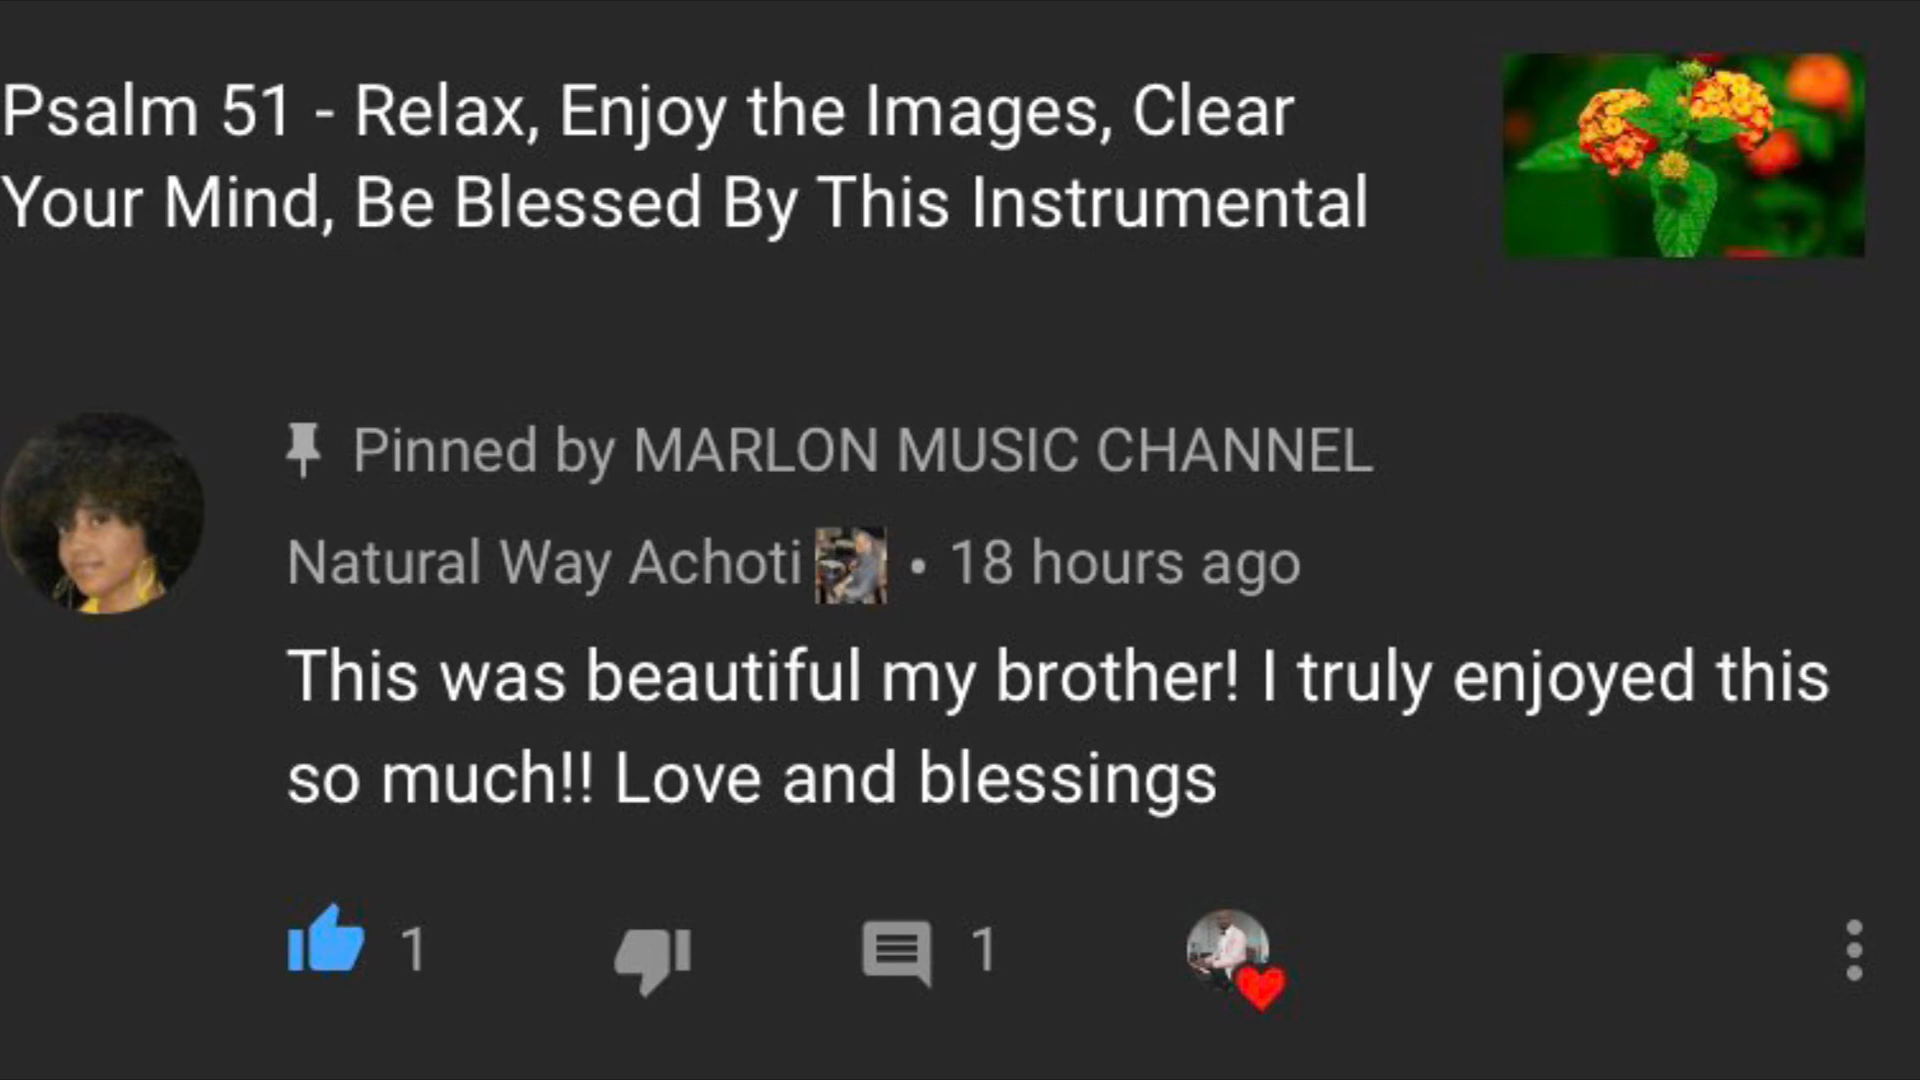 Psalm 51 - Relax, Enjoy the Images, Clear
Your Mind, Be Blessed By This Instrumental
Pinned by MARLON MUSIC CHANNEL
Natural Way Achoti • 18 hours ago
This was beautiful my brother! I truly enjoyed this
so much!! Love and blessings
1 1